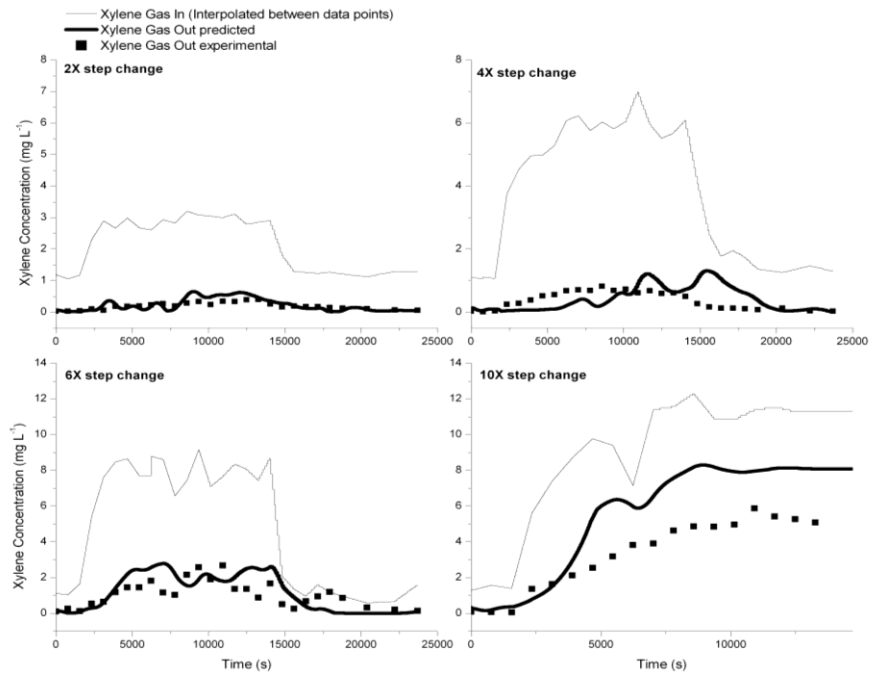 Xylene Gas In (Interpolated between data points)
Xylene Gas Out predicted
Xylene Gas Out experimental
2X step change
Xylene Concentration (mg L⁻¹)
8
7
6
5
4
3
2
1
0
0 5000 10000 15000 20000 25000
4X step change
8
6
4
2
0
0 5000 10000 15000 20000 25000
6X step change
Xylene Concentration (mg L⁻¹)
14
12
10
8
6
4
2
0
0 5000 10000 15000 20000 25000
Time (s)
10X step change
14
12
10
8
6
4
2
0
0 5000 10000
Time (s)